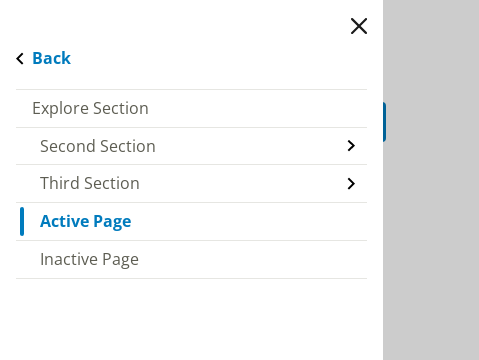 Back
Explore Section
Second Section
Third Section
Active Page
Inactive Page